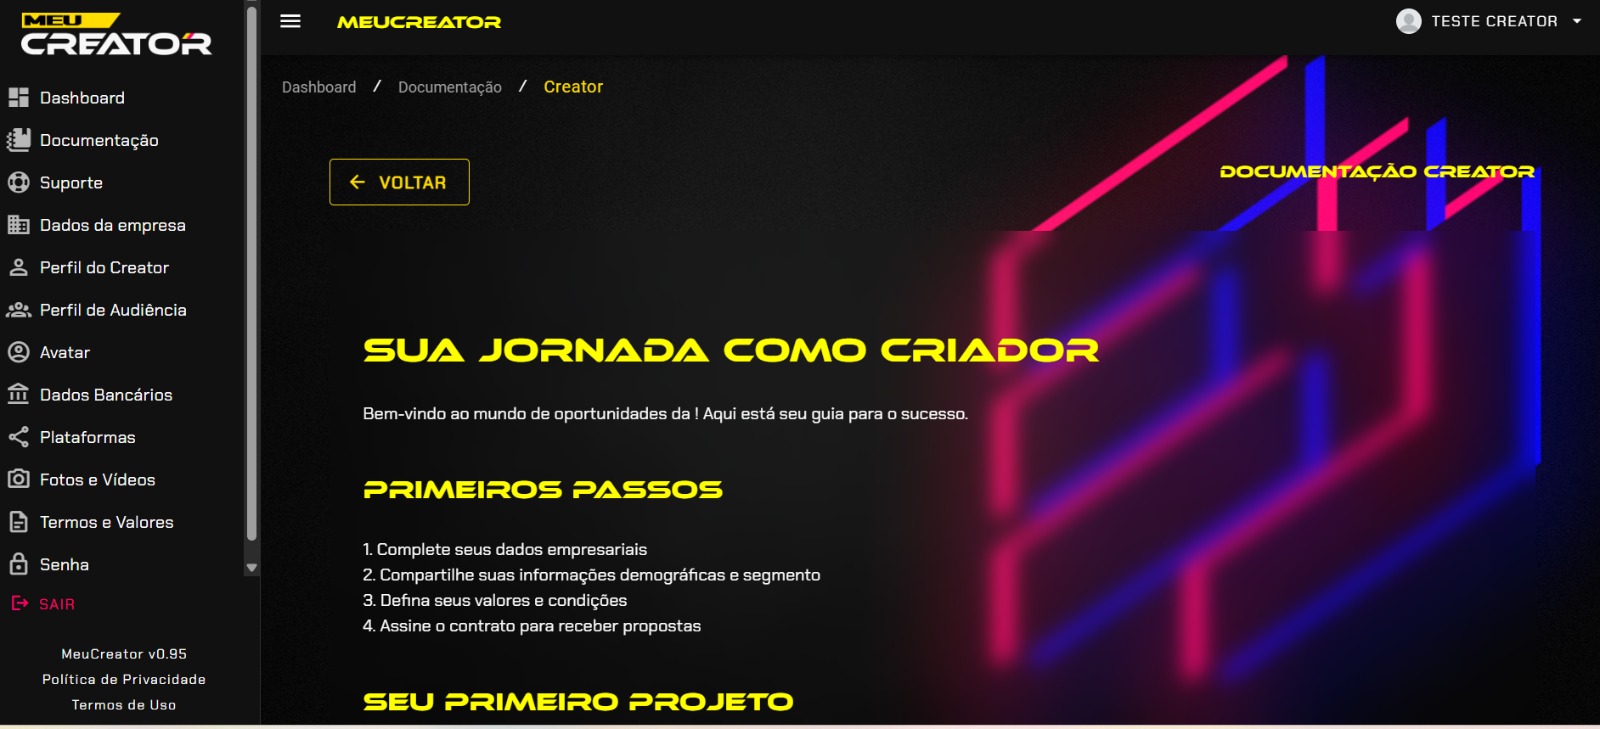 MEU
CREATOR
MEUCREATOR
TESTE CREATOR
Dashboard
Documentação
Suporte
Dados da empresa
Perfil do Creator
Perfil de Audiência
Avatar
Dados Bancários
Plataformas
Fotos e Vídeos
Termos e Valores
Senha
SAIR
MeuCreator v0.95
Política de Privacidade
Termos de Uso
Dashboard / Documentação / Creator
VOLTAR
DOCUMENTAÇÃO CREATOR
SUA JORNADA COMO CRIADOR
Bem-vindo ao mundo de oportunidades da ! Aqui está seu guia para o sucesso.
PRIMEIROS PASSOS
1. Complete seus dados empresariais
2. Compartilhe suas informações demográficas e segmento
3. Defina seus valores e condições
4. Assine o contrato para receber propostas
SEU PRIMEIRO PROJETO